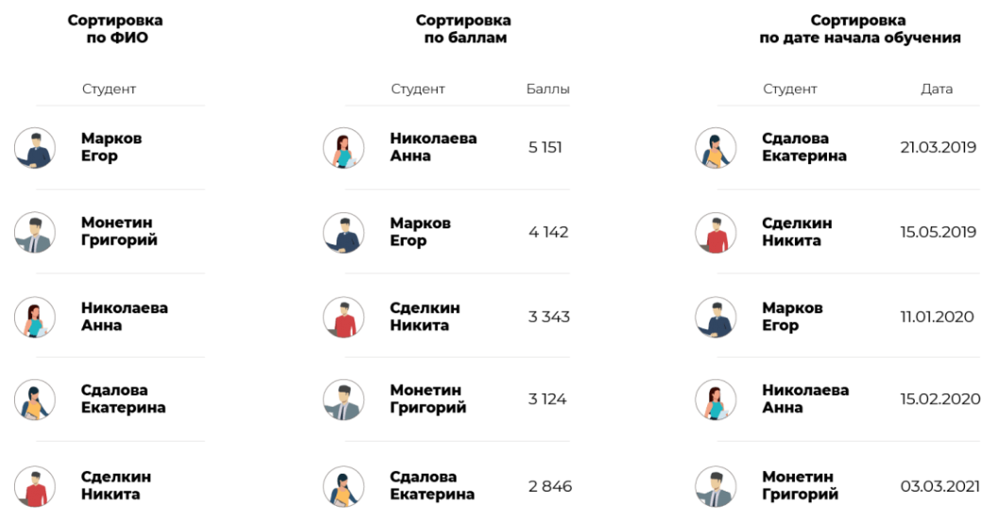 Сортировка
по ФИО
Студент
Марков
Егор
Монетин
Григорий
Николаева
Анна
Сдалова
Екатерина
Сделкин
Никита
Сортировка
по баллам
Студент Баллы
Николаева
Анна
5 151
Марков
Егор
4 142
Сделкин
Никита
3 343
Монетин
Григорий
3 124
Сдалова
Екатерина
2 846
Сортировка
по дате начала обучения
Студент Дата
Сдалова
Екатерина
21.03.2019
Сделкин
Никита
15.05.2019
Марков
Егор
11.01.2020
Николаева
Анна
15.02.2020
Монетин
Григорий
03.03.2021